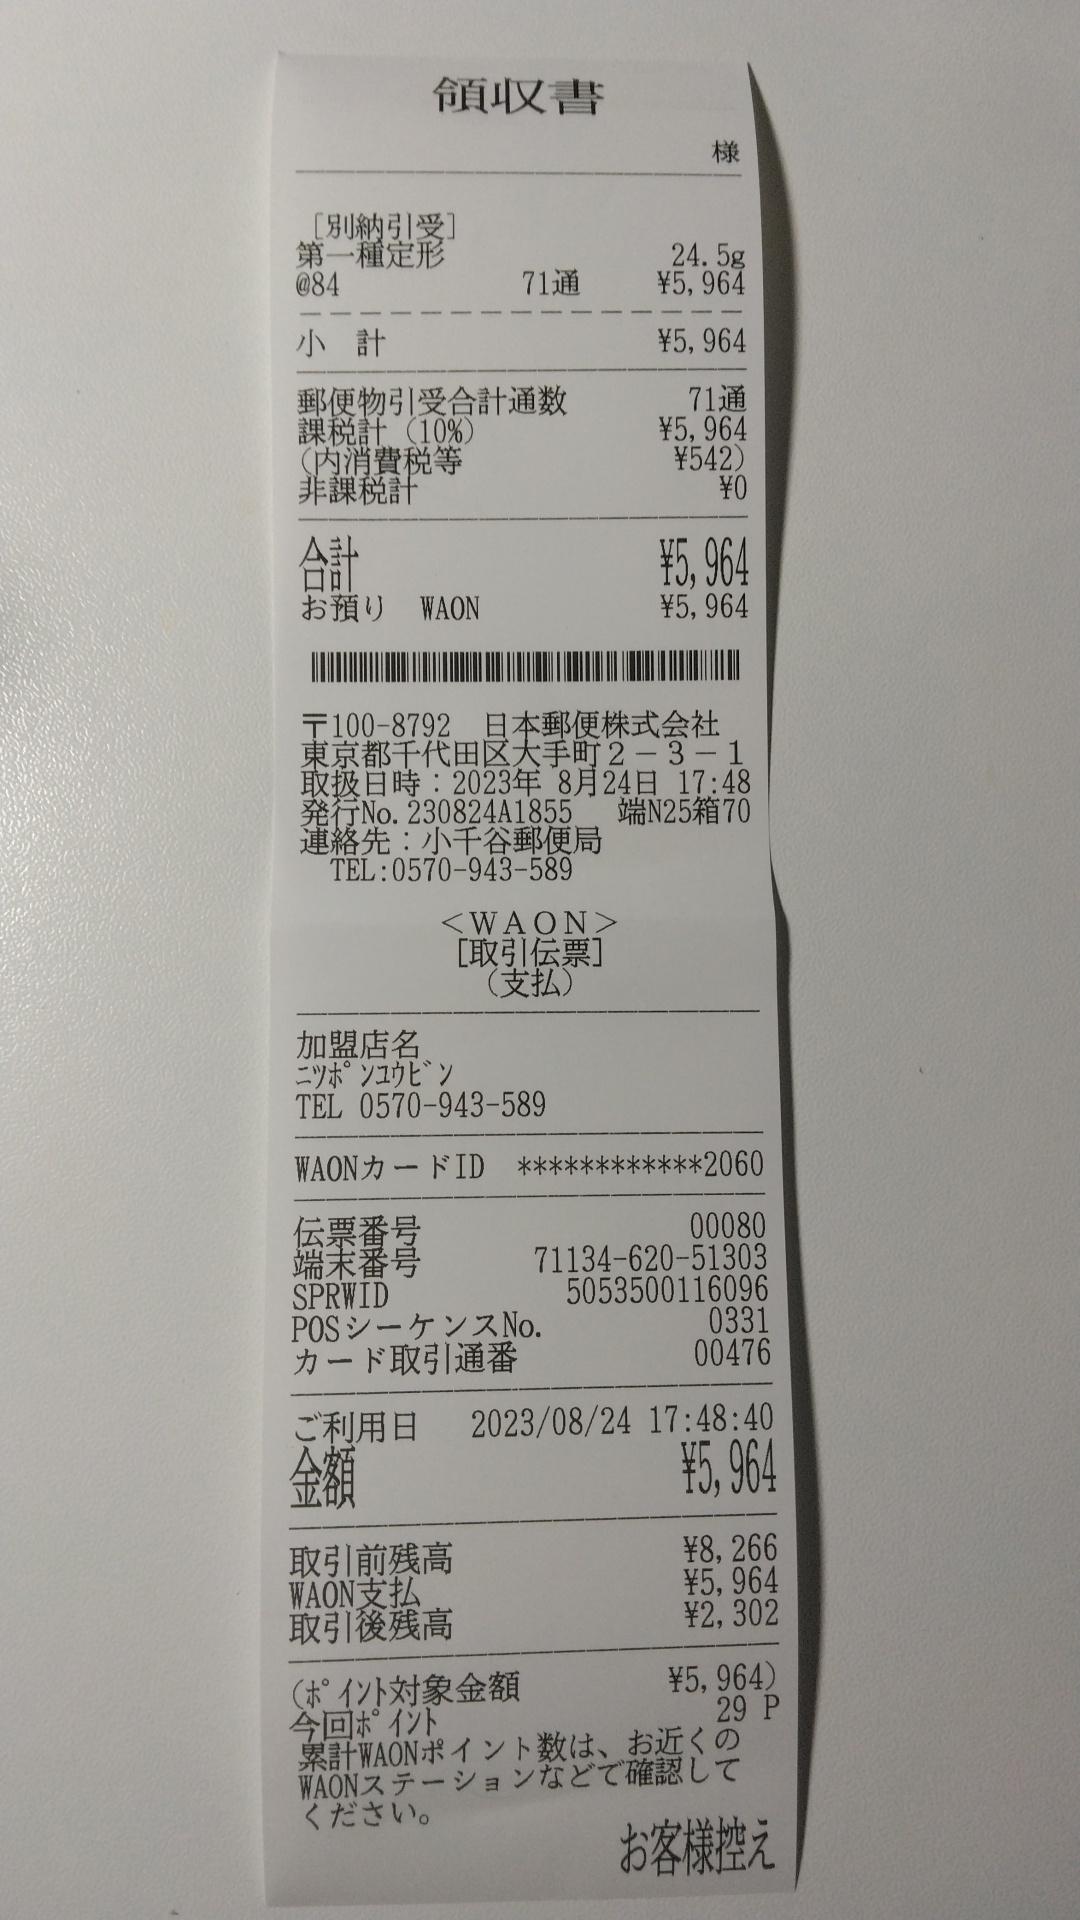 領収書
様
[別納引受]
第一種定形 24.5g
@84 71通 ¥5,964
小 計 ¥5,964
郵便物引受合計通数 71通
課税計 (10%) ¥5,964
(内消費税等 ¥542)
非課税計 ¥0
合計 ¥5,964
お預り WAON ¥5,964
〒100-8792 日本郵便株式会社
東京都千代田区大手町２－３－１
取扱日時：2023年 8月24日 17:48
発行No.230824A1855 端N25箱70
連絡先：小千谷郵便局
TEL:0570-943-589
＜ＷＡＯＮ＞
[取引伝票]
(支払)
加盟店名
ﾆﾂﾎﾟﾝﾕｳﾋﾞﾝ
TEL 0570-943-589
WAONカードID ************2060
伝票番号 00080
端末番号 71134-620-51303
SPRWID 5053500116096
POSシーケンスNo. 0331
カード取引通番 00476
ご利用日 2023/08/24 17:48:40
金額 ¥5,964
取引前残高 ¥8,266
WAON支払 ¥5,964
取引後残高 ¥2,302
(ﾎﾟｲﾝﾄ対象金額 ¥5,964)
今回ﾎﾟｲﾝﾄ 29 P
累計WAONポイント数は、お近くの
WAONステーションなどで確認して
ください。
お客様控え